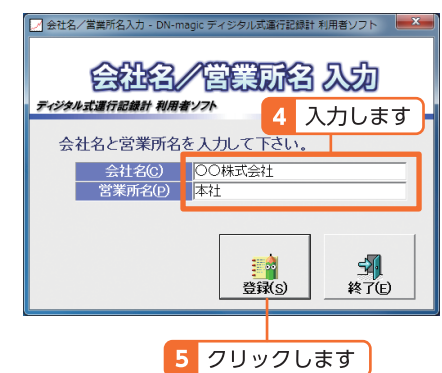 会社名／営業所名入力 - DN-magic ディジタル式運行記録計 利用者ソフト
会社名／営業所名 入力
ディジタル式運行記録計 利用者ソフト
4 入力します
会社名と営業所名を入力して下さい。
会社名(C) 〇〇株式会社
営業所名(P) 本社
登録(S) 終了(E)
5 クリックします